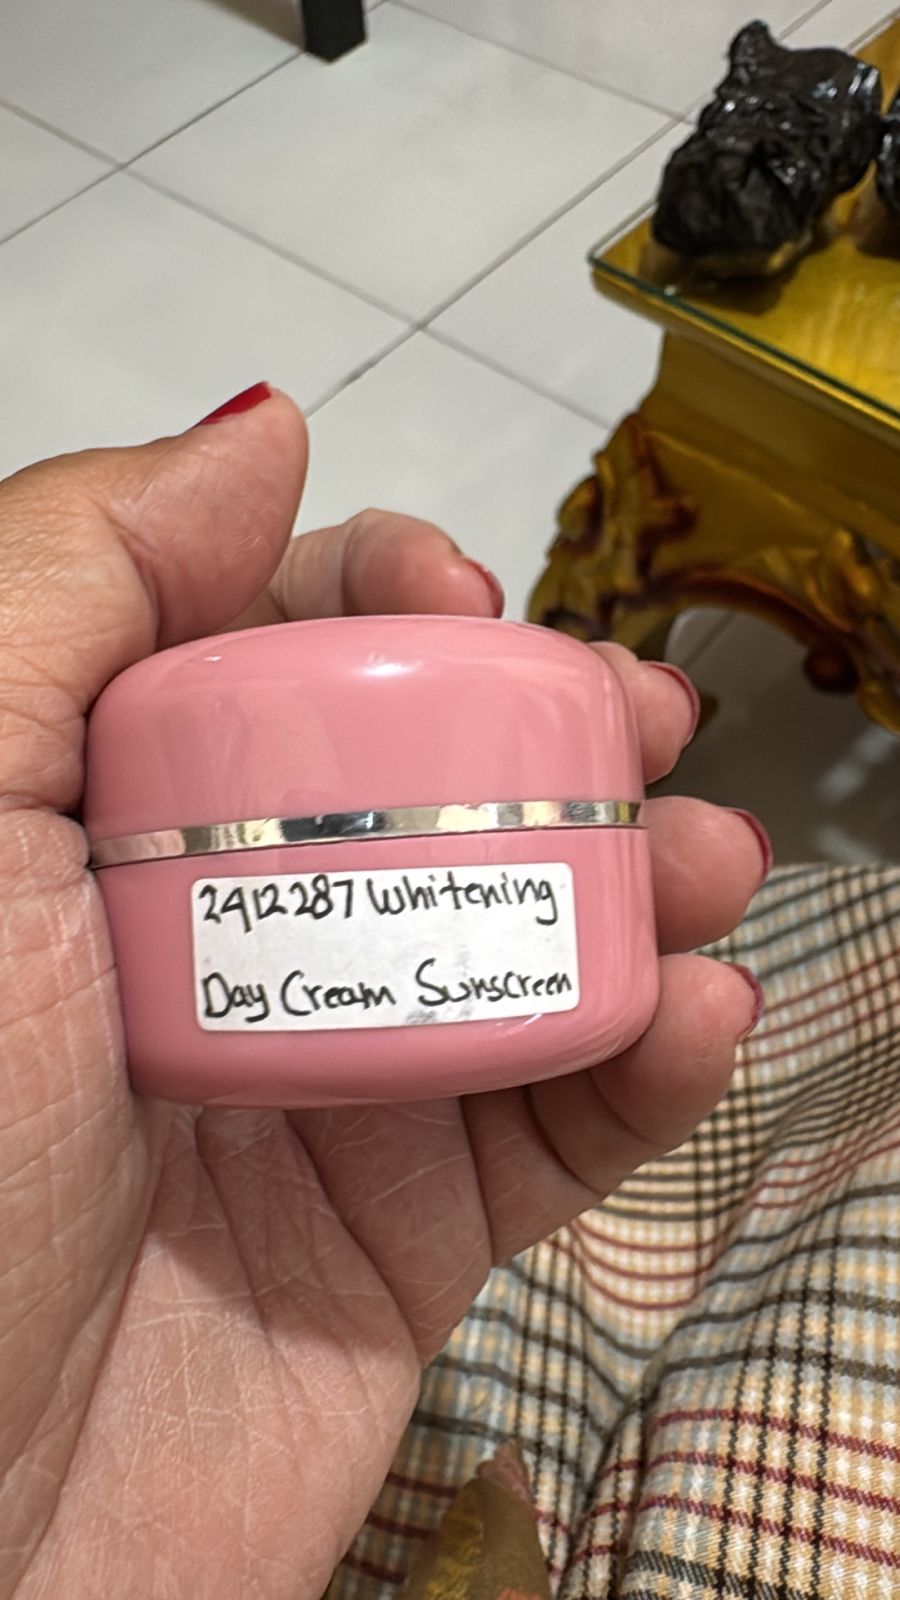 2412287 Whitening
Day Cream Sunscreen